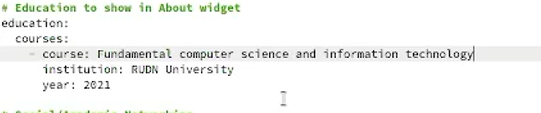 # Education to show in About widget
education:
  courses:
    - course: Fundamental computer science and information technology
      institution: RUDN University
      year: 2021